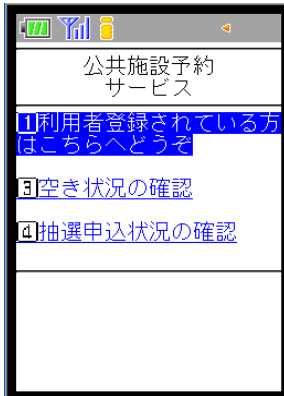 公共施設予約
サービス
1利用者登録されている方
はこちらへどうぞ
3空き状況の確認
4抽選申込状況の確認